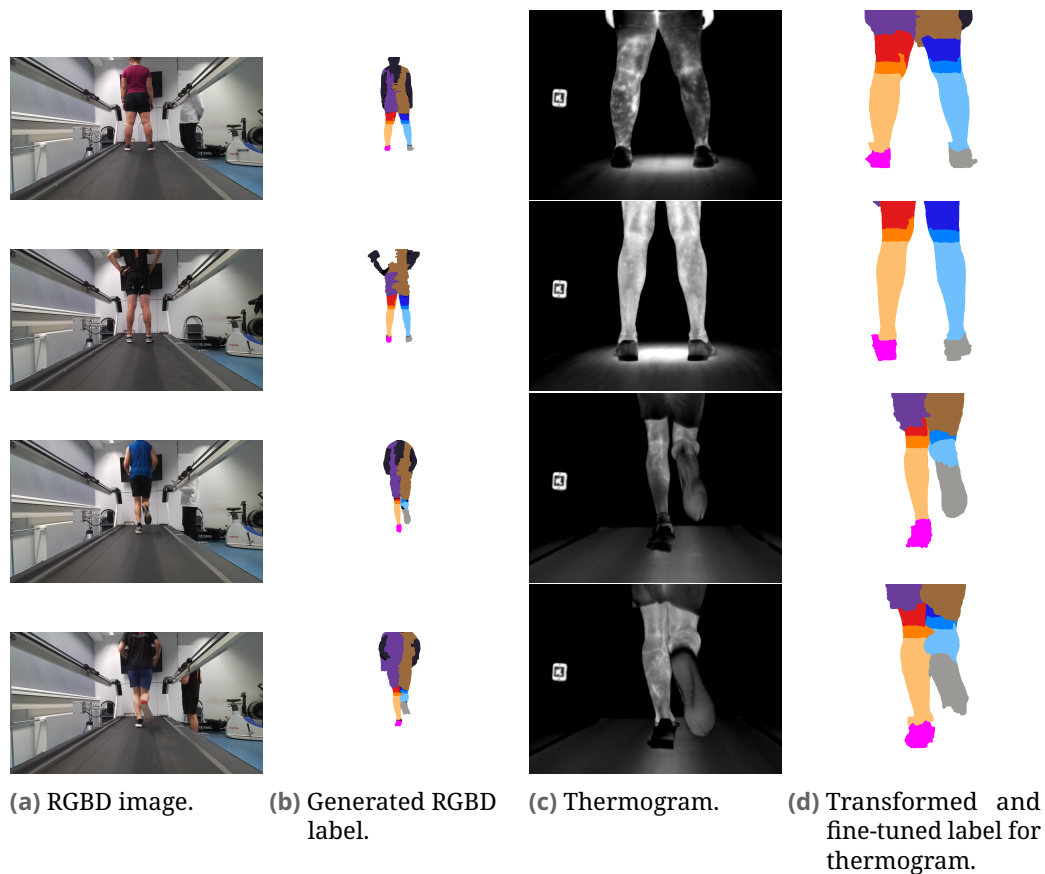 (a) RGBD image.
(b) Generated RGBD
label.
(c) Thermogram.
(d) Transformed and
fine-tuned label for
thermogram.